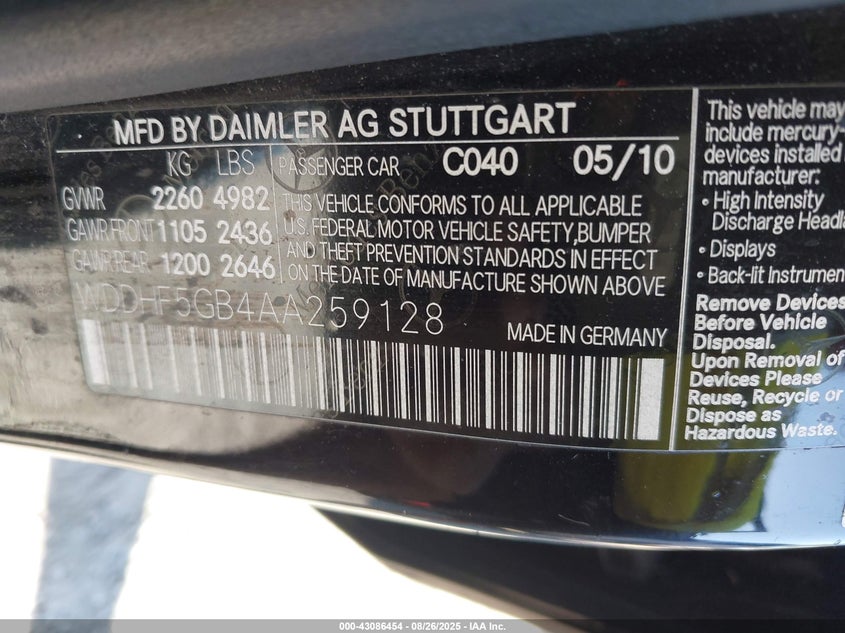 MFD BY DAIMLER AG STUTTGART
KG LBS PASSENGER CAR C040 05/10
GVWR 2260 4982 THIS VEHICLE CONFORMS TO ALL APPLICABLE
GAWR.FRONT 1105 2436 U.S. FEDERAL MOTOR VEHICLE SAFETY,BUMPER
GAWR.REAR 1200 2646 AND THEFT PREVENTION STANDARDS IN EFFECT
ON THE DATE OF MANUFACTURE SHOWN ABOVE
WDDHF5GB4AA259128
MADE IN GERMANY
This vehicle may
include mercury-
devices installed
manufacturer:
• High Intensity
Discharge Headla
• Displays
• Back-lit Instrumen
Remove Devices
Before Vehicle
Disposal.
Upon Removal of
Devices Please
Reuse, Recycle or
Dispose as
Hazardous Waste.
000-43086454 - 08/26/2025 - IAA Inc.